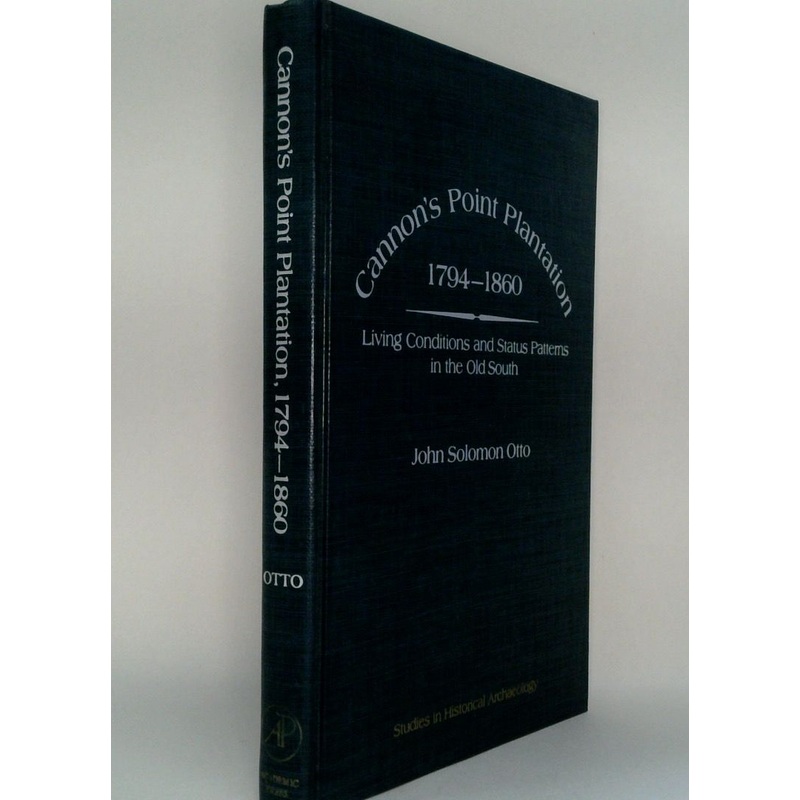 Cannon's Point Plantation, 1794–1860
OTTO
AP
Cannon's Point Plantation
1794–1860
Living Conditions and Status Patterns
in the Old South
John Solomon Otto
Studies in Historical Archaeology